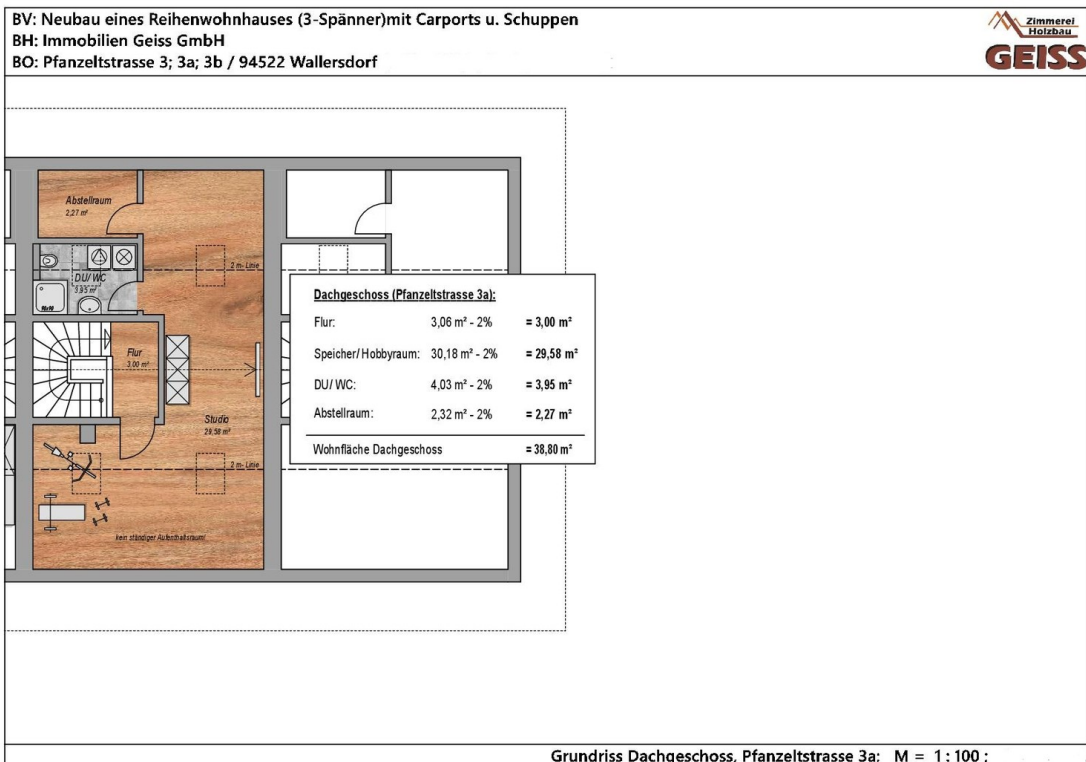 BV: Neubau eines Reihenwohnhauses (3-Spänner)mit Carports u. Schuppen
BH: Immobilien Geiss GmbH
BO: Pfanzeltstrasse 3; 3a; 3b / 94522 Wallersdorf
Zimmerei
Holzbau
GEISS
Abstellraum
2,27 m²
2 m- Linie
DU/ WC
3,95 m²
90x90
Flur
3,00 m²
Studio
29,58 m²
2 m- Linie
kein ständiger Aufenthaltsraum!
Dachgeschoss (Pfanzeltstrasse 3a):
Flur: 3,06 m² - 2% = 3,00 m²
Speicher/ Hobbyraum: 30,18 m² - 2% = 29,58 m²
DU/ WC: 4,03 m² - 2% = 3,95 m²
Abstellraum: 2,32 m² - 2% = 2,27 m²
Wohnfläche Dachgeschoss = 38,80 m²
Grundriss Dachgeschoss, Pfanzeltstrasse 3a: M = 1 : 100 :